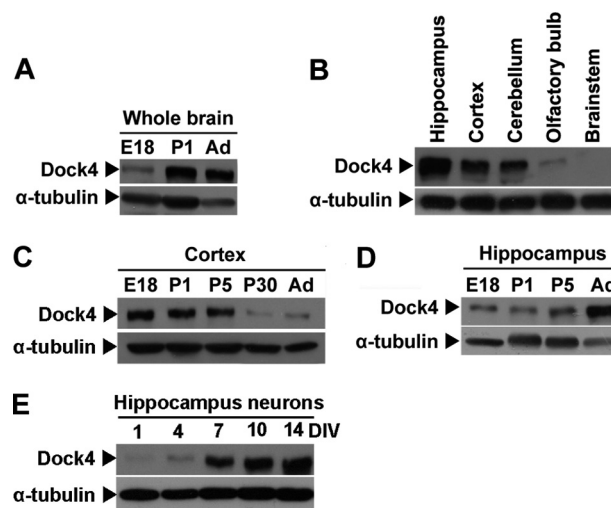 A
Whole brain
E18 P1 Ad
Dock4
α-tubulin
B
Hippocampus
Cortex
Cerebellum
Olfactory bulb
Brainstem
Dock4
α-tubulin
C
Cortex
E18 P1 P5 P30 Ad
Dock4
α-tubulin
D
Hippocampus
E18 P1 P5 Ad
Dock4
α-tubulin
E
Hippocampus neurons
1 4 7 10 14 DIV
Dock4
α-tubulin